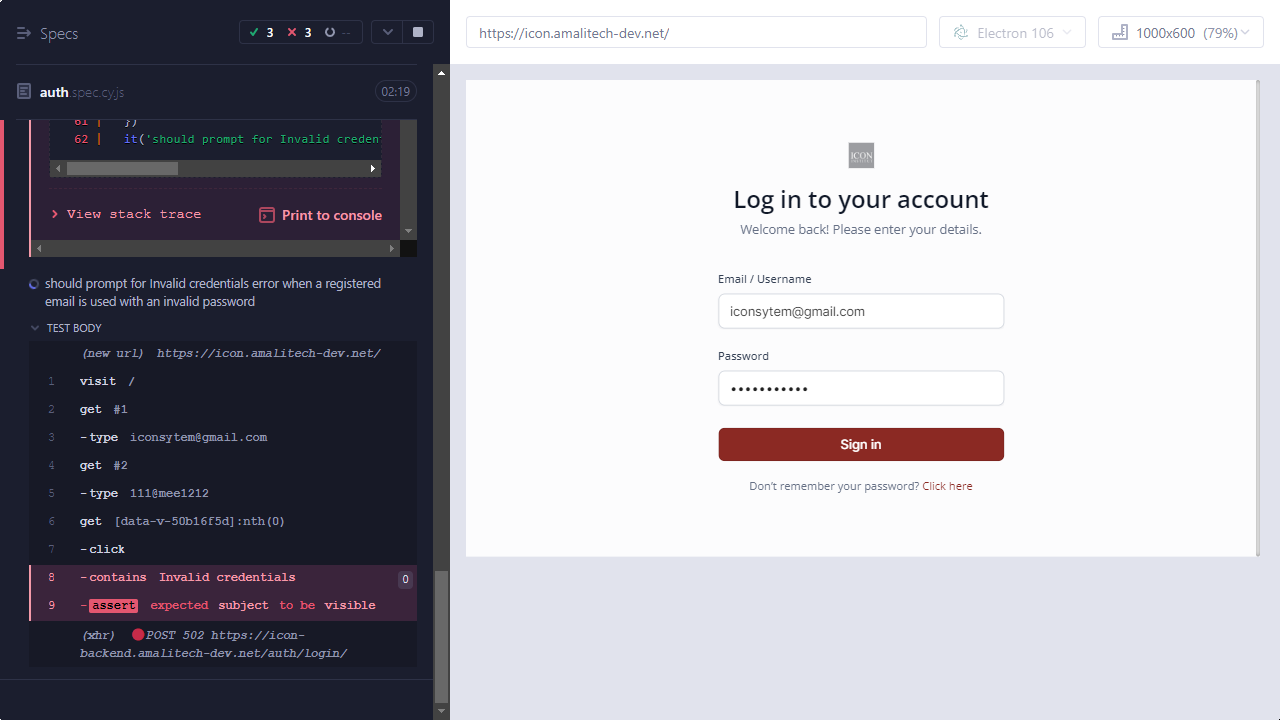 Specs
3 3 --
auth.spec.cy.js
02:19
61 | })
62 | it('should prompt for Invalid creden
View stack trace
Print to console
should prompt for Invalid credentials error when a registered
email is used with an invalid password
TEST BODY
(new url) https://icon.amalitech-dev.net/
1 visit /
2 get #1
3 -type iconsytem@gmail.com
4 get #2
5 -type 111@mee1212
6 get [data-v-50b16f5d]:nth(0)
7 -click
8 -contains Invalid credentials 0
9 -assert expected subject to be visible
(xhr) POST 502 https://icon-
backend.amalitech-dev.net/auth/login/
https://icon.amalitech-dev.net/
Electron 106
1000x600 (79%)
ICON
Log in to your account
Welcome back! Please enter your details.
Email / Username
iconsytem@gmail.com
Password
•••••••••••
Sign in
Don't remember your password? Click here